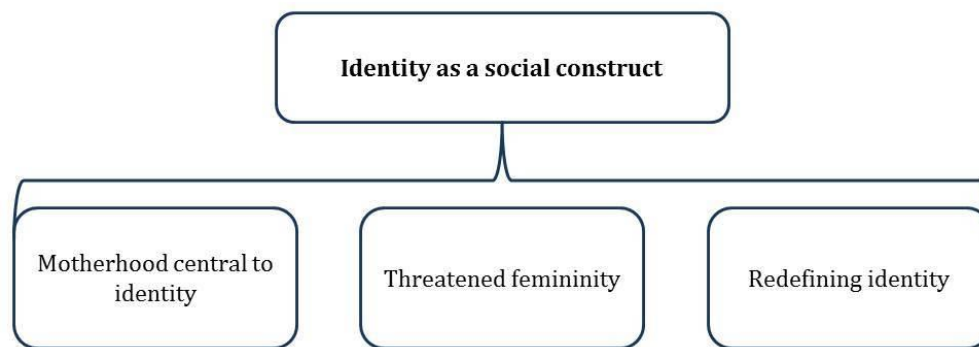 Identity as a social construct
Motherhood central to
identity
Threatened femininity
Redefining identity